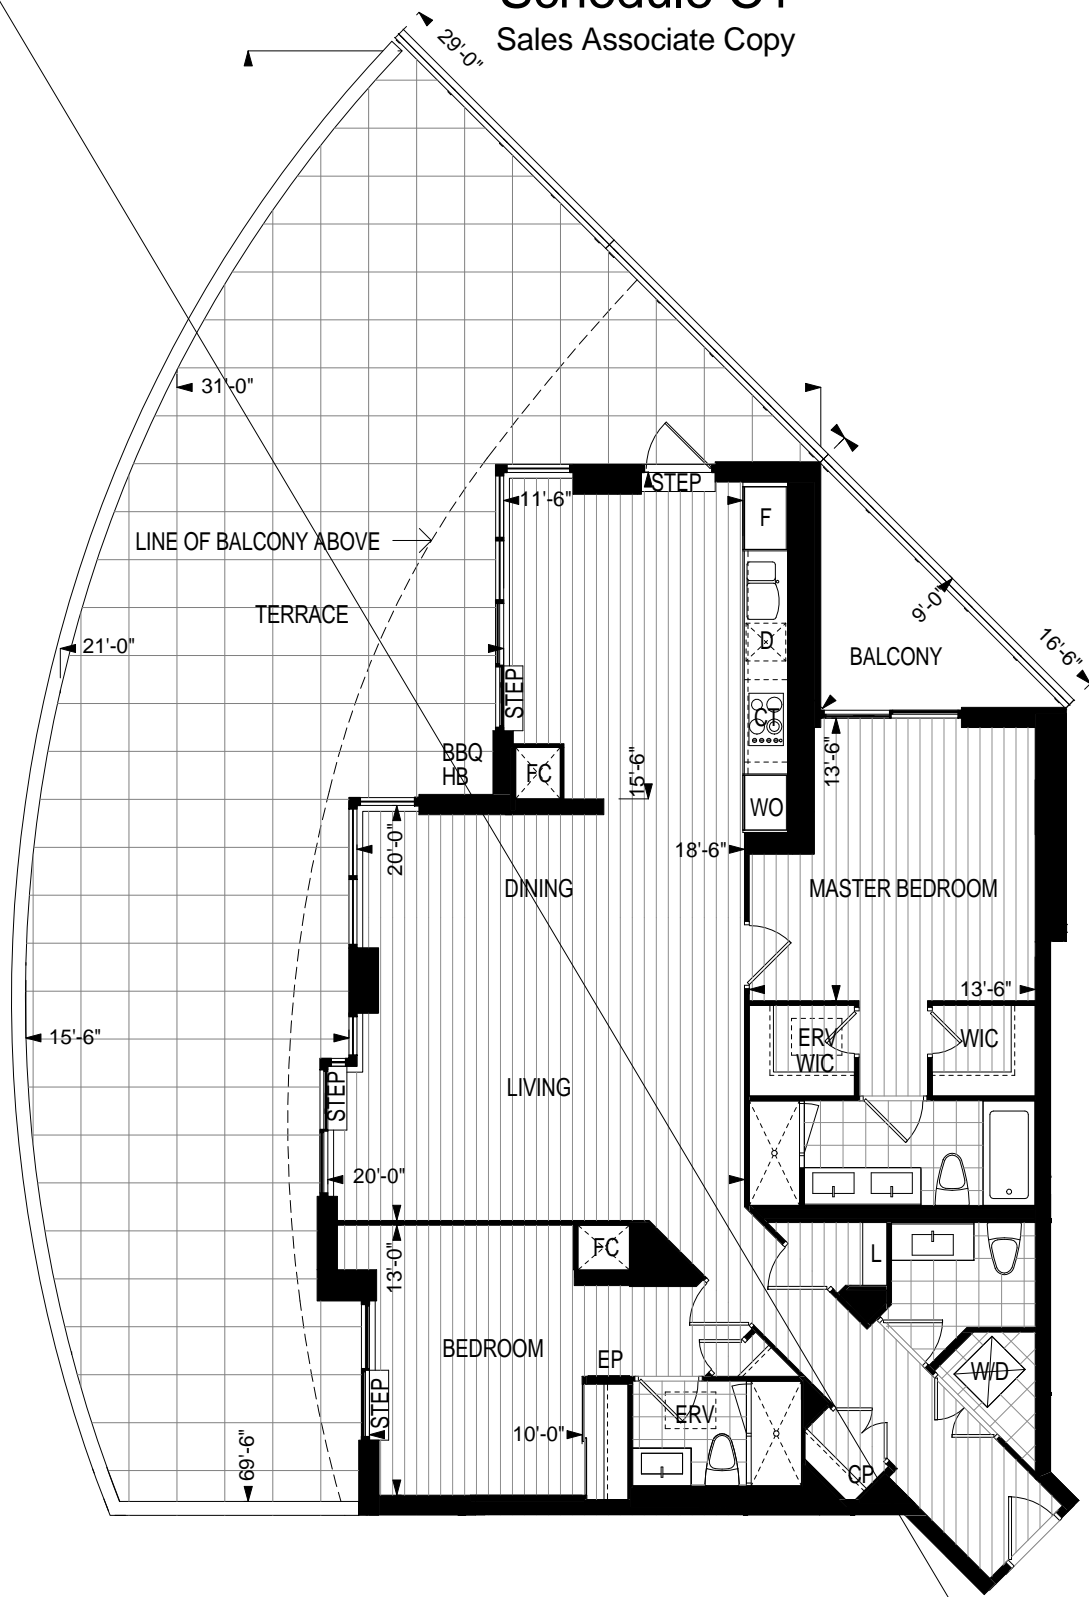 Schedule C1
Sales Associate Copy
29'-0"
31'-0"
STEP
11'-6"
F
LINE OF BALCONY ABOVE
TERRACE
9'-0"
D
21'-0"
BALCONY
16'-6"
STEP
CT
BBQ
HB
FC
15'-6"
13'-6"
WO
20'-0"
18'-6"
DINING
MASTER BEDROOM
13'-6"
15'-6"
ERV
WIC
WIC
STEP
LIVING
20'-0"
13'-0"
FC
L
BEDROOM
EP
W/D
STEP
ERV
10'-0"
69'-6"
CP